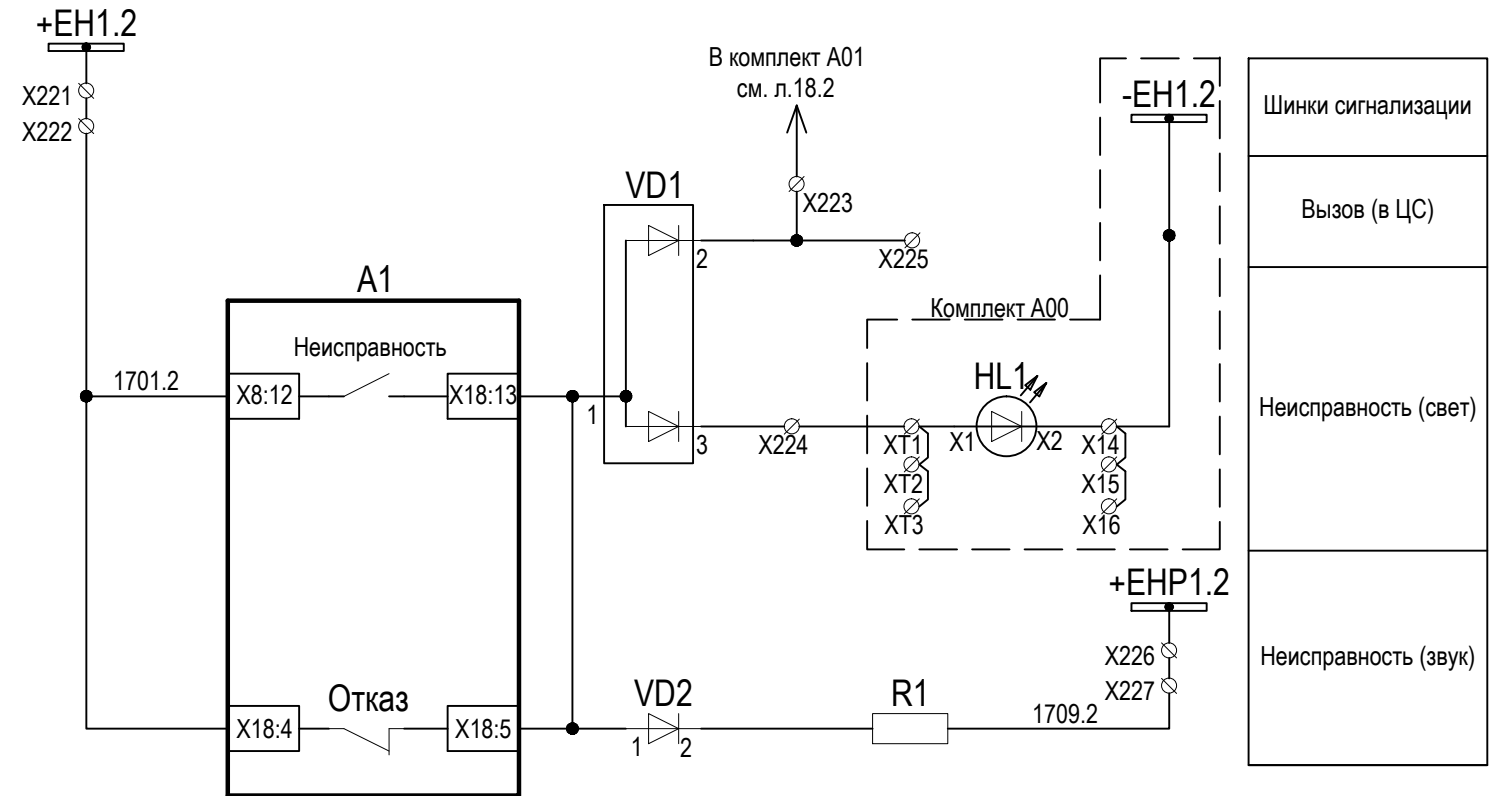 +EH1.2
X221
X222
В комплект А01
см. л.18.2
-EH1.2
Шинки сигнализации
X223
VD1
Вызов (в ЦС)
2
X225
A1
Комплект А00
Неисправность
1701.2
X8:12
X18:13
1
HL1
Неисправность (свет)
3
X224
XT1
X1
X2
X14
XT2
X15
XT3
X16
+EHP1.2
X226
Неисправность (звук)
X227
Отказ
VD2
R1
1709.2
X18:4
X18:5
1
2